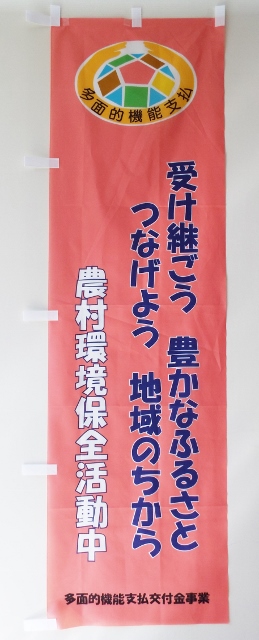 多面的機能支払
受け継ごう 豊かなふるさと
つなげよう 地域のちから
農村環境保全活動中
多面的機能支払交付金事業